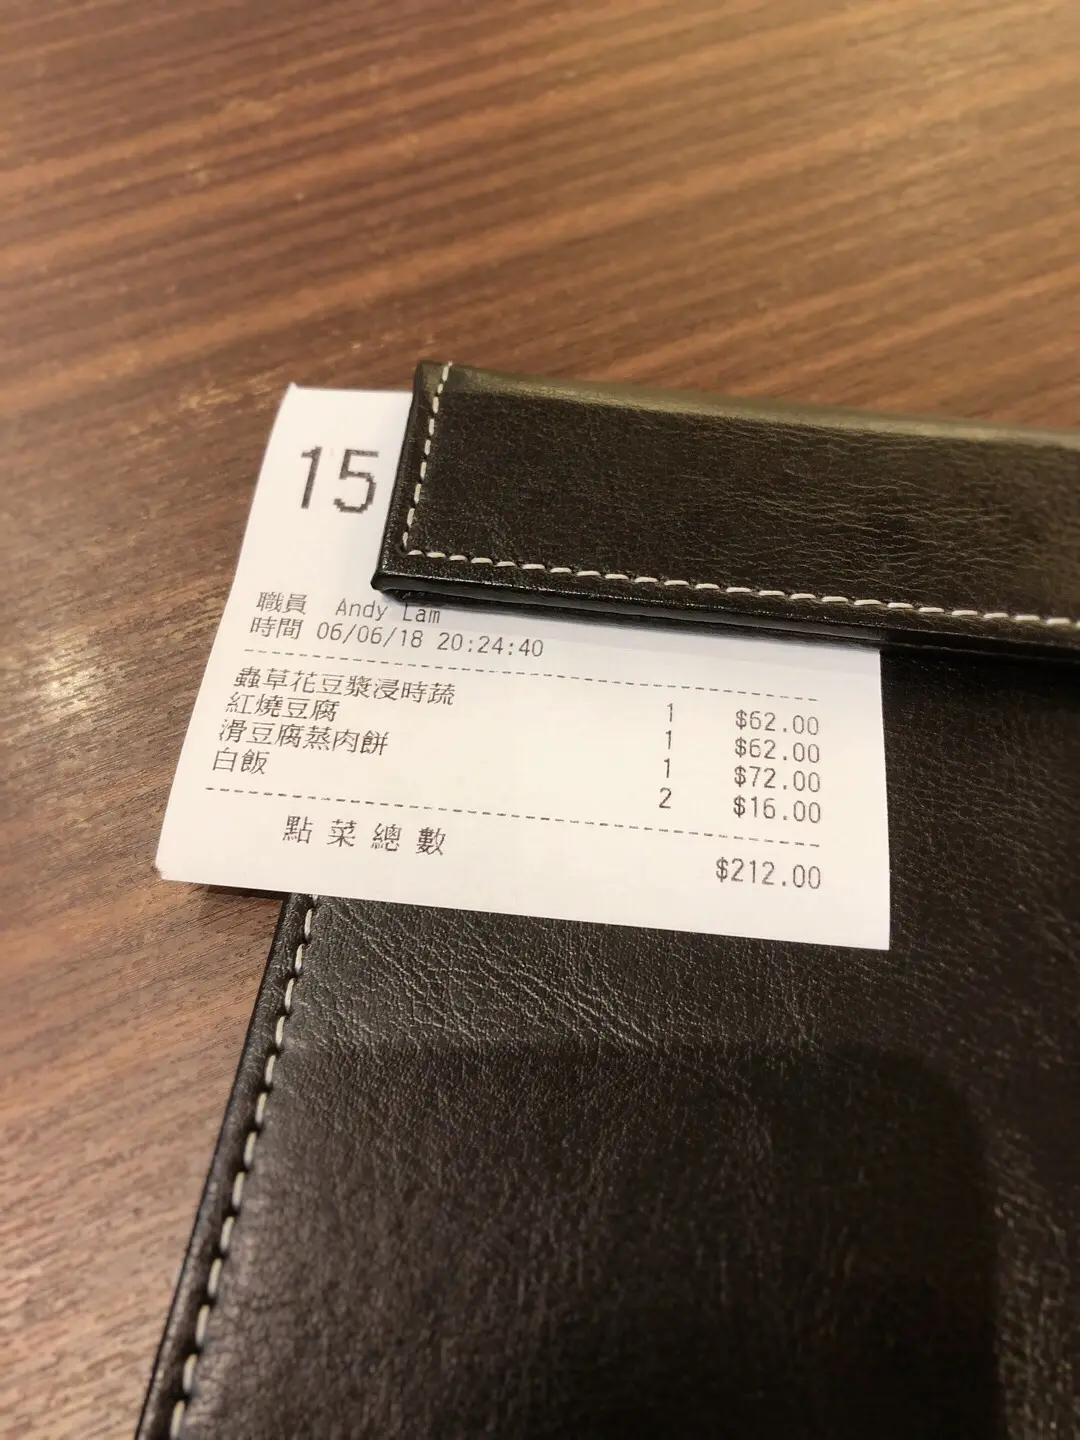 15
職員 Andy Lam
時間 06/06/18 20:24:40
蟲草花豆漿浸時蔬 1 $62.00
紅燒豆腐 1 $62.00
滑豆腐蒸肉餅 1 $72.00
白飯 2 $16.00
點菜總數 $212.00